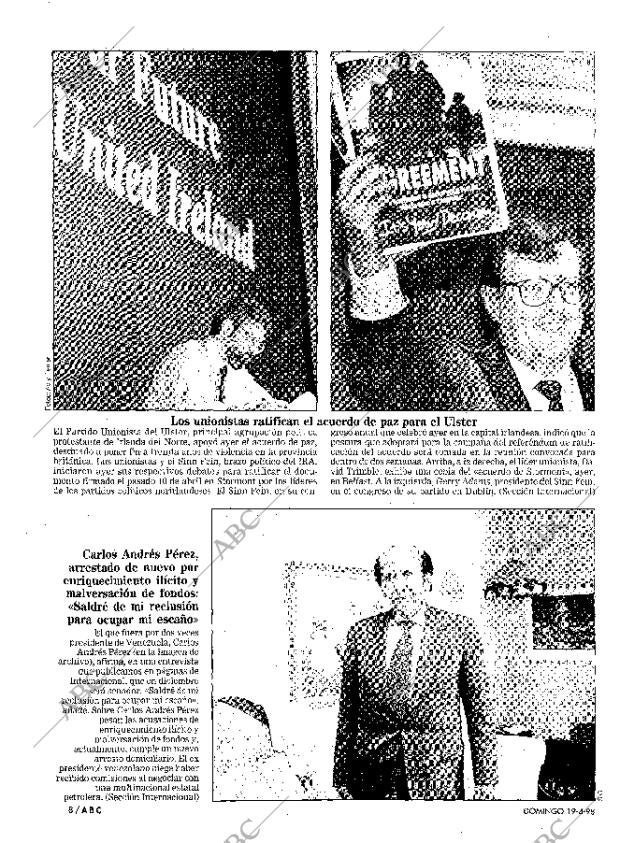 of Future
United Ireland
AGREEMENT
Los unionistas ratifican el acuerdo de paz para el Ulster
El Partido Unionista del Ulster, principal agrupación política
protestante de Irlanda del Norte, apoyó ayer el acuerdo de paz,
destinado a poner fin a treinta años de violencia en la provincia
británica. Los unionistas y el Sinn Fein, brazo político del IRA,
iniciaron ayer sus respectivos debates para ratificar el docu-
mento firmado el pasado 10 de abril en Stormont por los líderes
de los partidos políticos norirlandeses. El Sinn Fein, en su con-
greso anual que celebró ayer en la capital irlandesa, indicó que la
postura que adoptará para la campaña del referéndum de ratifi-
cación del acuerdo será tomada en la reunión convocada para
dentro de dos semanas. Arriba, a la derecha, el líder unionista, Da-
vid Trimble, exhibe una copia del «acuerdo de Stormont», ayer,
en Belfast. A la izquierda, Gerry Adams, presidente del Sinn Fein,
en el congreso de su partido en Dublín. (Sección Internacional)
Carlos Andrés Pérez,
arrestado de nuevo por
enriquecimiento ilícito y
malversación de fondos:
«Saldré de mi reclusión
para ocupar mi escaño»
El que fuera por dos veces
presidente de Venezuela, Carlos
Andrés Pérez (en la imagen de
archivo), afirma, en una entrevista
que publicamos en páginas de
Internacional, que en diciembre
será senador. «Saldré de mi
reclusión para ocupar mi escaño»,
añade. Sobre Carlos Andrés Pérez
pesan las acusaciones de
enriquecimiento ilícito y
malversación de fondos y,
actualmente, cumple un nuevo
arresto domiciliario. El ex
presidente venezolano niega haber
recibido comisiones al negociar con
una multinacional estatal
petrolera. (Sección Internacional)
8 / ABC
DOMINGO 19-4-98